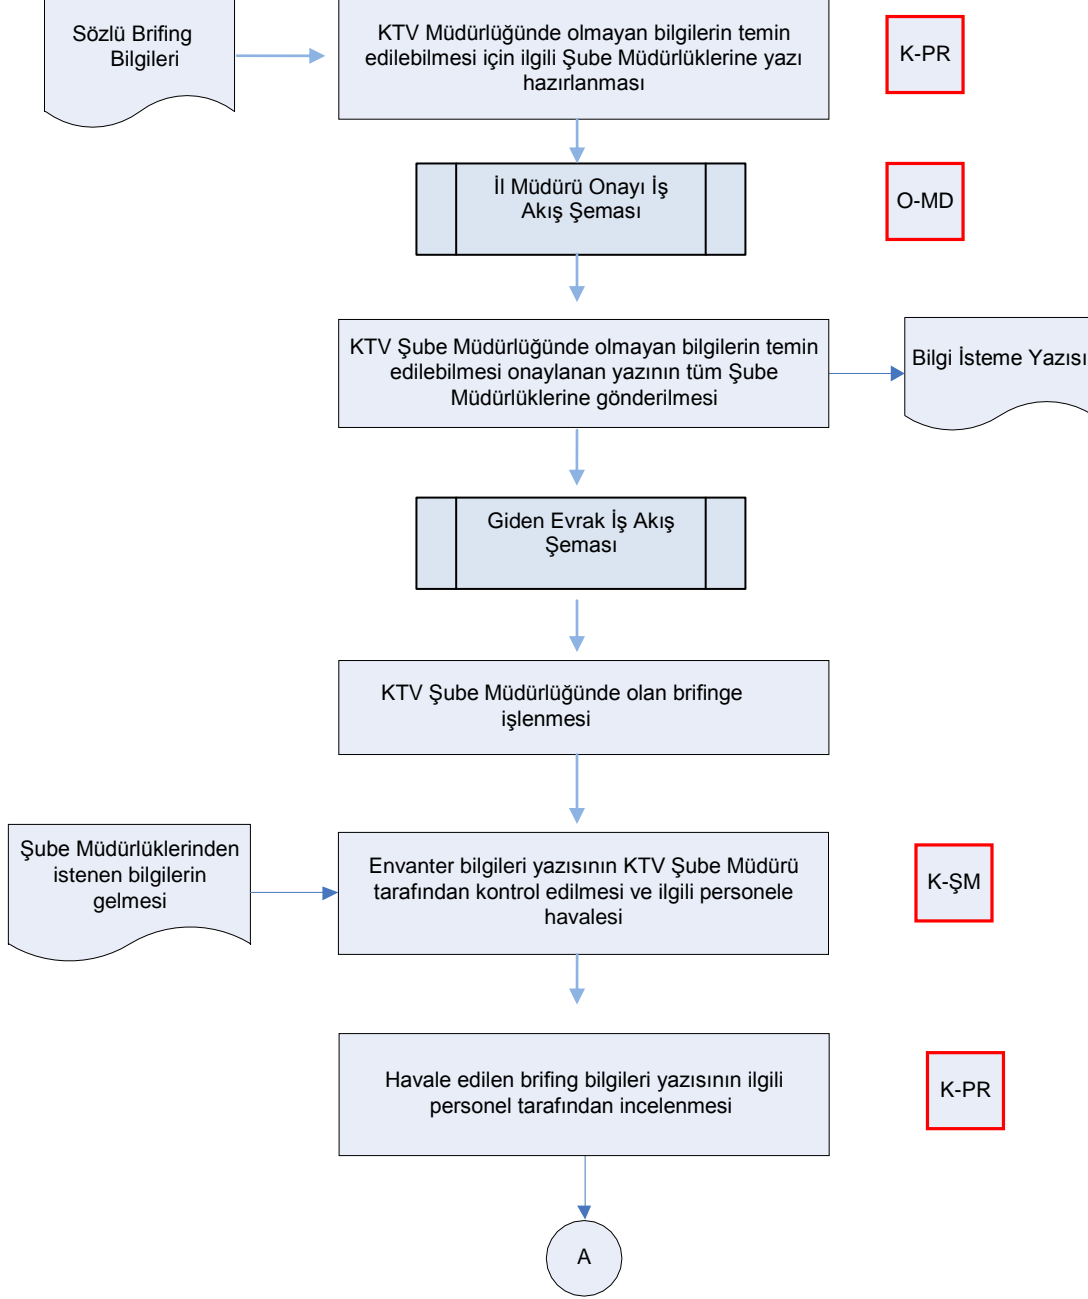 Sözlü Brifing
Bilgileri
KTV Müdürlüğünde olmayan bilgilerin temin
edilebilmesi için ilgili Şube Müdürlüklerine yazı
hazırlanması
K-PR
İl Müdürü Onayı İş
Akış Şeması
O-MD
KTV Şube Müdürlüğünde olmayan bilgilerin temin
edilebilmesi onaylanan yazının tüm Şube
Müdürlüklerine gönderilmesi
Bilgi İsteme Yazısı
Giden Evrak İş Akış
Şeması
KTV Şube Müdürlüğünde olan brifinge
işlenmesi
Şube Müdürlüklerinden
istenen bilgilerin
gelmesi
Envanter bilgileri yazısının KTV Şube Müdürü
tarafından kontrol edilmesi ve ilgili personele
havalesi
K-ŞM
Havale edilen brifing bilgileri yazısının ilgili
personel tarafından incelenmesi
K-PR
A